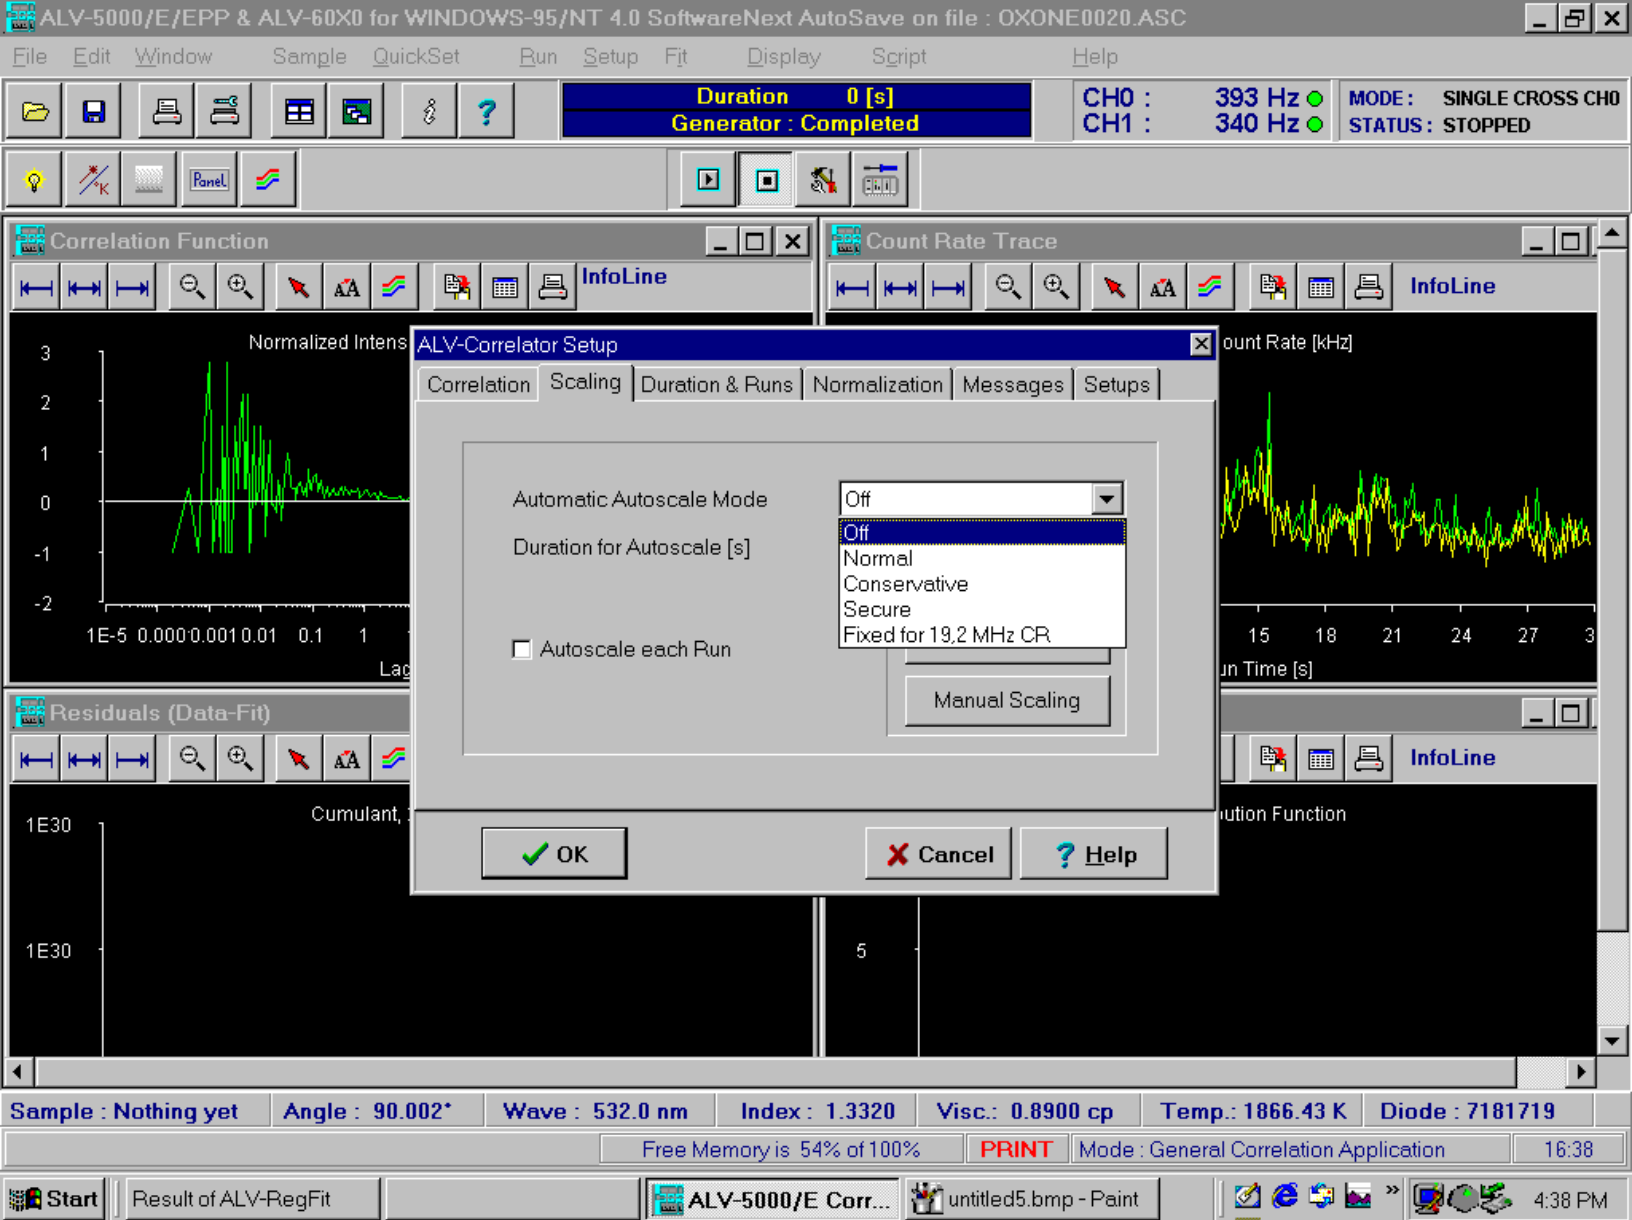 ALV-5000/E/EPP & ALV-60X0 for WINDOWS-95/NT 4.0 SoftwareNext AutoSave on file : OXONE0020.ASC
File Edit Window Sample QuickSet Run Setup Fit Display Script Help
Duration 0 [s]
Generator : Completed
CH0 : 393 Hz
CH1 : 340 Hz
MODE : SINGLE CROSS CH0
STATUS : STOPPED
°K
Panel
Correlation Function
Count Rate Trace
InfoLine
InfoLine
Normalized Intens
3
2
1
0
-1
-2
1E-5 0.000 0.001 0.01 0.1 1
Lag
ount Rate [kHz]
15 18 21 24 27 3
un Time [s]
ALV-Correlator Setup
Correlation Scaling Duration & Runs Normalization Messages Setups
Automatic Autoscale Mode Off
Off
Normal
Conservative
Secure
Fixed for 19,2 MHz CR
Duration for Autoscale [s]
Autoscale each Run
Manual Scaling
OK Cancel Help
Residuals (Data-Fit)
InfoLine
Cumulant,
1E30
1E30
ution Function
5
Sample : Nothing yet Angle : 90.002° Wave : 532.0 nm Index : 1.3320 Visc.: 0.8900 cp Temp.: 1866.43 K Diode : 7181719
Free Memory is 54% of 100% PRINT Mode : General Correlation Application 16:38
Start Result of ALV-RegFit ALV-5000/E Corr... untitled5.bmp - Paint » 4:38 PM